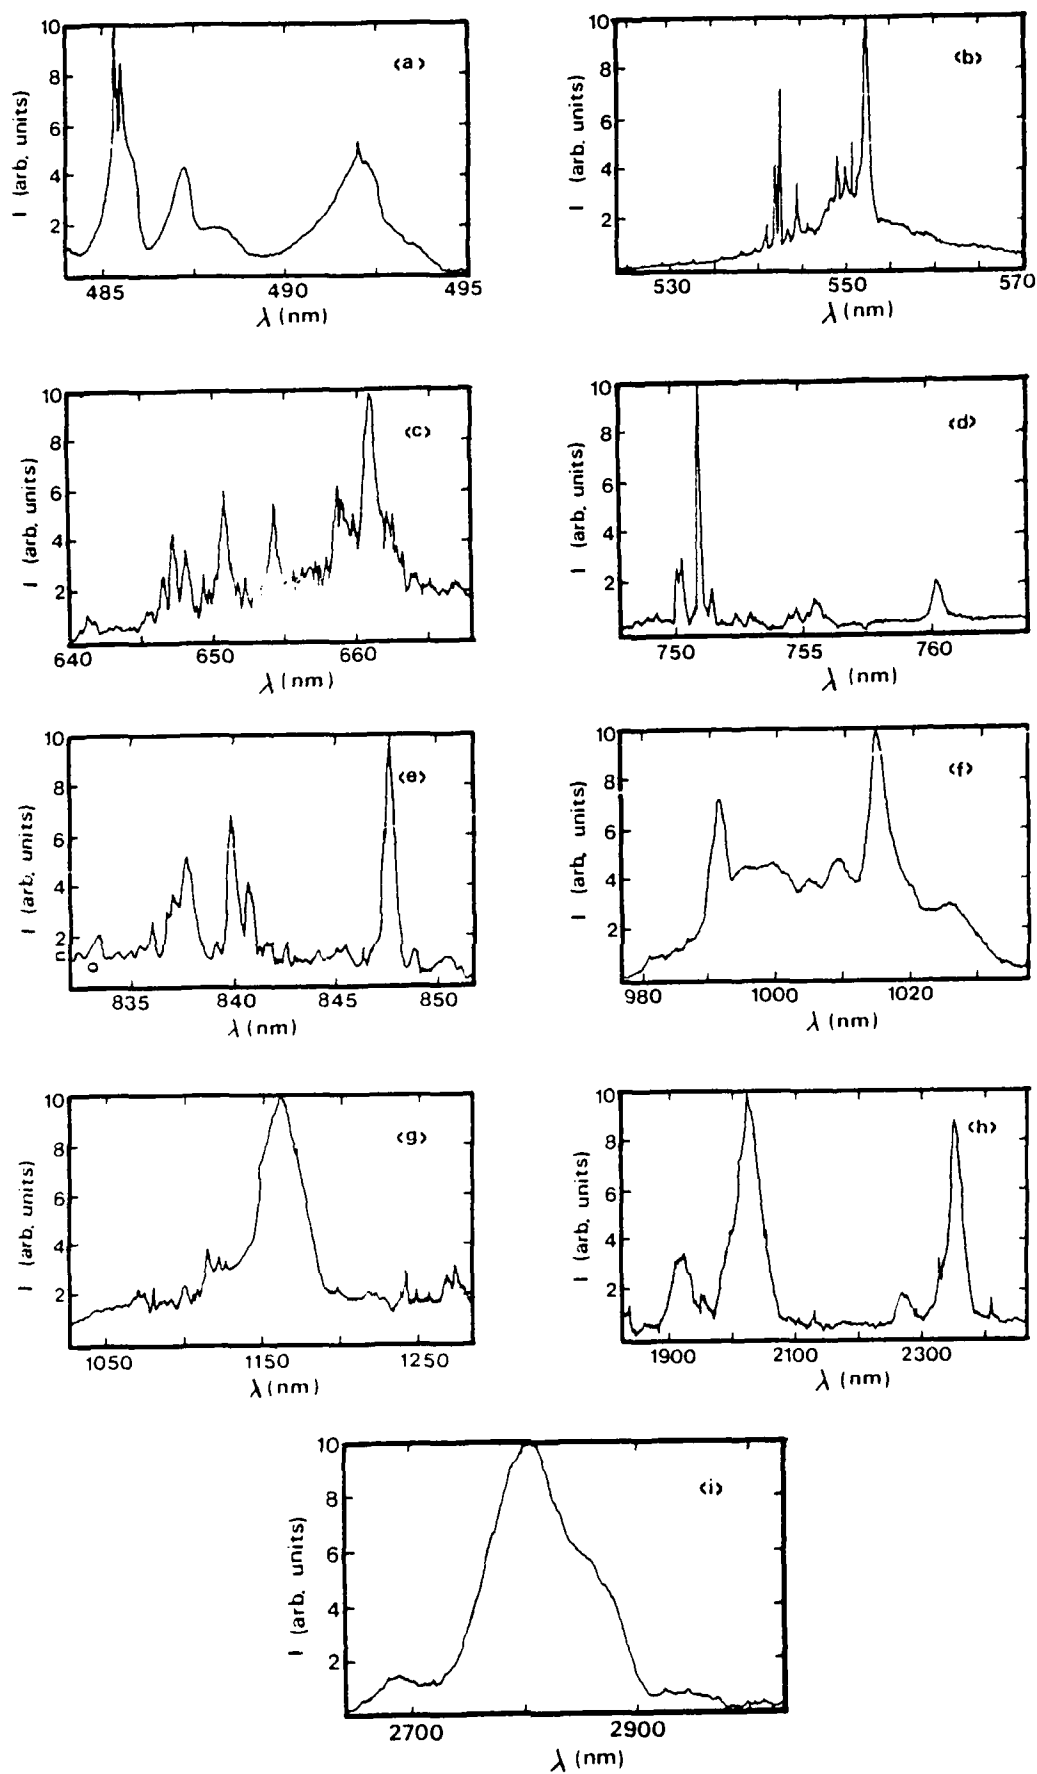 10
8
6
4
2
I (arb. units)
(a)
485 490 495
λ (nm)
10
8
6
4
2
I (arb. units)
(b)
530 550 570
λ (nm)
10
8
6
4
2
I (arb. units)
(c)
640 650 660
λ (nm)
10
8
6
4
2
I (arb. units)
(d)
750 755 760
λ (nm)
10
8
6
4
2
I (arb. units)
(e)
835 840 845 850
λ (nm)
10
8
6
4
2
I (arb. units)
(f)
980 1000 1020
λ (nm)
10
8
6
4
2
I (arb. units)
(g)
1050 1150 1250
λ (nm)
10
8
6
4
2
I (arb. units)
(h)
1900 2100 2300
λ (nm)
10
8
6
4
2
I (arb. units)
(i)
2700 2900
λ (nm)